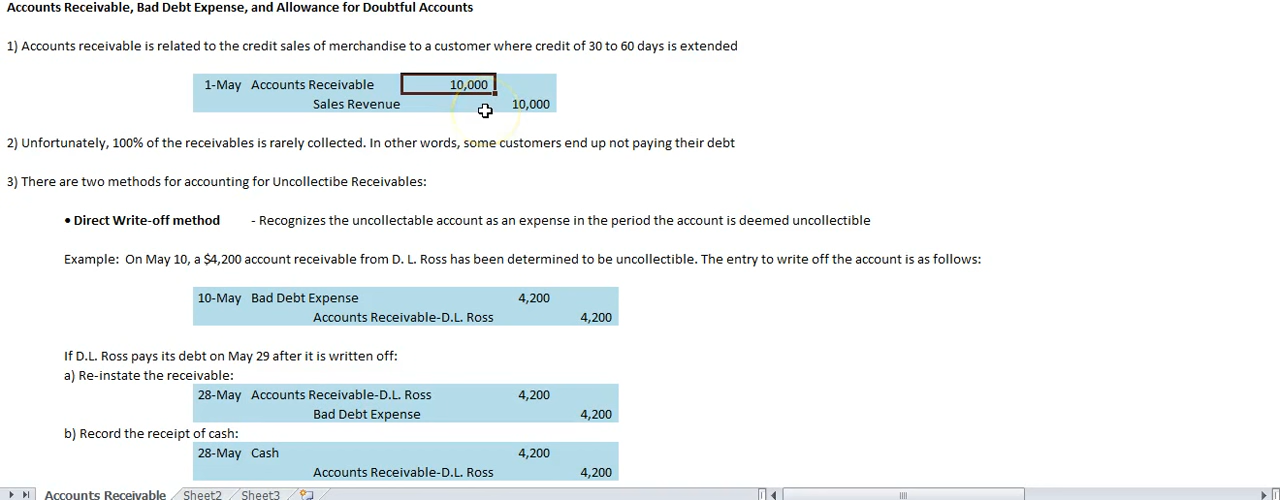 Accounts Receivable, Bad Debt Expense, and Allowance for Doubtful Accounts
1) Accounts receivable is related to the credit sales of merchandise to a customer where credit of 30 to 60 days is extended
1-May Accounts Receivable 10,000
Sales Revenue 10,000
2) Unfortunately, 100% of the receivables is rarely collected. In other words, some customers end up not paying their debt
3) There are two methods for accounting for Uncollectibe Receivables:
• Direct Write-off method - Recognizes the uncollectable account as an expense in the period the account is deemed uncollectible
Example: On May 10, a $4,200 account receivable from D. L. Ross has been determined to be uncollectible. The entry to write off the account is as follows:
10-May Bad Debt Expense 4,200
Accounts Receivable-D.L. Ross 4,200
If D.L. Ross pays its debt on May 29 after it is written off:
a) Re-instate the receivable:
28-May Accounts Receivable-D.L. Ross 4,200
Bad Debt Expense 4,200
b) Record the receipt of cash:
28-May Cash 4,200
Accounts Receivable-D.L. Ross 4,200
Accounts Receivable Sheet2 Sheet3